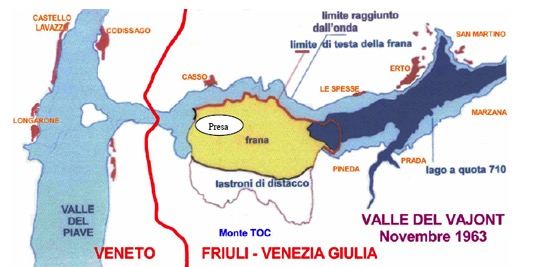 CASTELLO
LAVAZZO
CODISSAGO
limite raggiunto
dall'onda
limite di testa della frana
SAN MARTINO
CASSO
LE SPESSE
ERTO
LONGARONE
Presa
frana
MARZANA
PINEDA
PRADA
lago a quota 710
lastroni di distacco
VALLE
DEL
PIAVE
Monte TOC
VALLE DEL VAJONT
Novembre 1963
VENETO
FRIULI - VENEZIA GIULIA